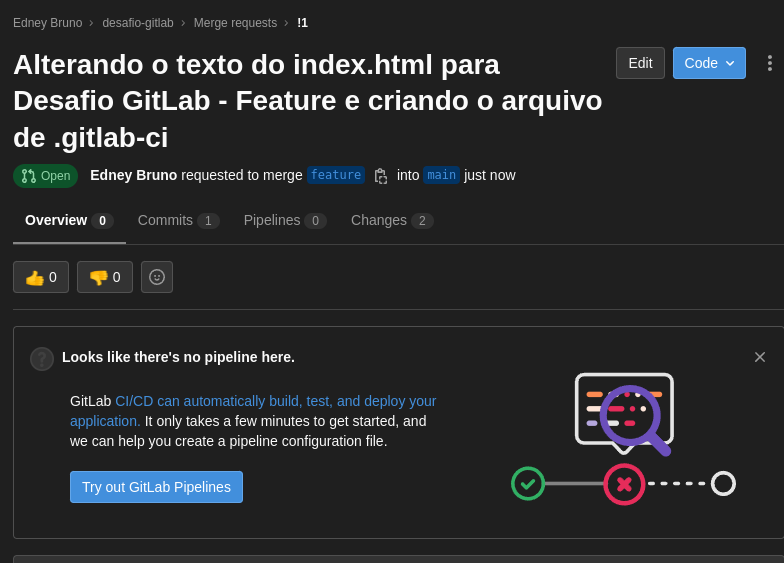 Edney Bruno › desafio-gitlab › Merge requests › !1
Alterando o texto do index.html para
Desafio GitLab - Feature e criando o arquivo
de .gitlab-ci
Edit
Code
Open Edney Bruno requested to merge feature into main just now
Overview 0 Commits 1 Pipelines 0 Changes 2
👍 0 👎 0
Looks like there's no pipeline here.
GitLab CI/CD can automatically build, test, and deploy your
application. It only takes a few minutes to get started, and
we can help you create a pipeline configuration file.
Try out GitLab Pipelines